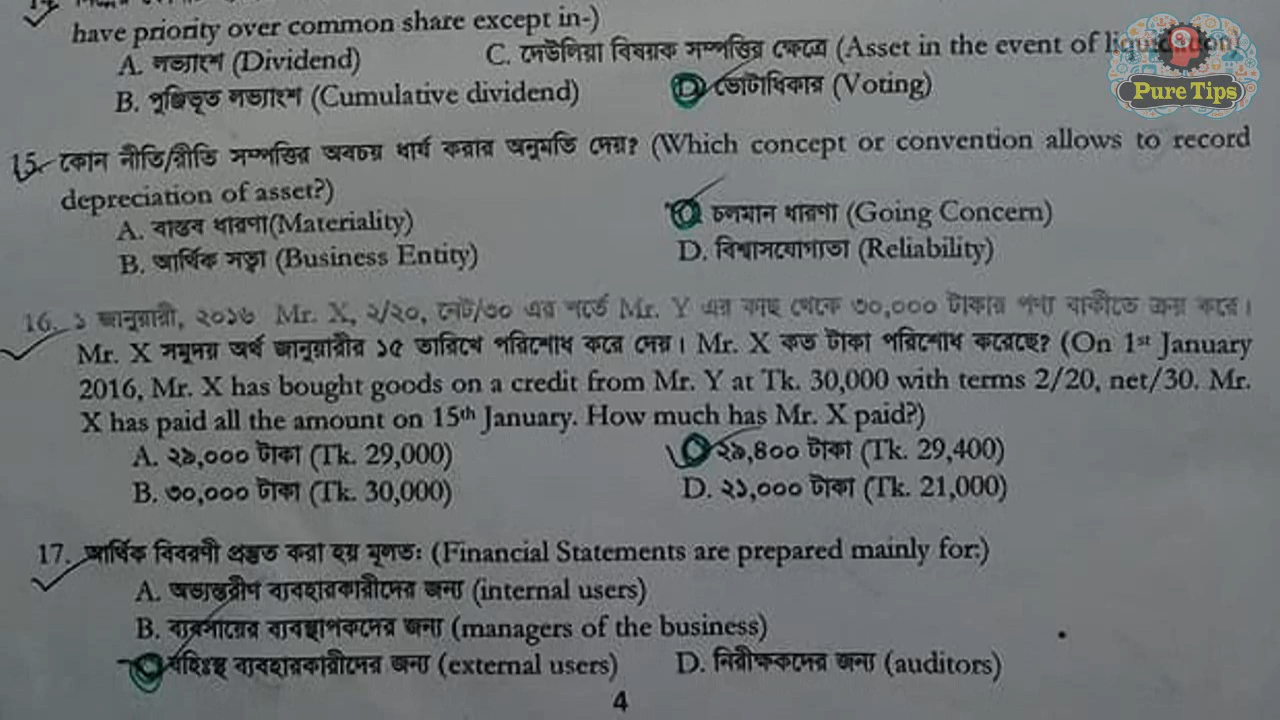 have priority over common share except in-)
A. লভ্যাংশ (Dividend)
C. দেউলিয়া বিষয়ক সম্পত্তির ক্ষেত্রে (Asset in the event of liquidation)
B. পুঞ্জিভূত লভ্যাংশ (Cumulative dividend)
D. ভোটাধিকার (Voting)
Pure Tips
15. কোন নীতি/রীতি সম্পত্তির অবচয় ধার্য করার অনুমতি দেয়? (Which concept or convention allows to record
depreciation of asset?)
A. বাস্তব ধারণা(Materiality)
C. চলমান ধারণা (Going Concern)
B. আর্থিক সত্ত্বা (Business Entity)
D. বিশ্বাসযোগ্যতা (Reliability)
16. ১ জানুয়ারী, ২০১৬ Mr. X, ২/২০, নেট/৩০ এর শর্তে Mr. Y এর কাছ থেকে ৩০,০০০ টাকার পণ্য বাকীতে ক্রয় করে।
Mr. X সমুদয় অর্থ জানুয়ারীর ১৫ তারিখে পরিশোধ করে দেয়। Mr. X কত টাকা পরিশোধ করেছে? (On 1st January
2016, Mr. X has bought goods on a credit from Mr. Y at Tk. 30,000 with terms 2/20, net/30. Mr.
X has paid all the amount on 15th January. How much has Mr. X paid?)
A. ২৯,০০০ টাকা (Tk. 29,000)
২৯,৪০০ টাকা (Tk. 29,400)
B. ৩০,০০০ টাকা (Tk. 30,000)
D. ২১,০০০ টাকা (Tk. 21,000)
17. আর্থিক বিবরণী প্রস্তুত করা হয় মূলতঃ (Financial Statements are prepared mainly for:)
A. অভ্যন্তরীণ ব্যবহারকারীদের জন্য (internal users)
B. ব্যবসায়ের ব্যবস্থাপকদের জন্য (managers of the business)
C. বহিঃস্থ ব্যবহারকারীদের জন্য (external users)
D. নিরীক্ষকদের জন্য (auditors)
4